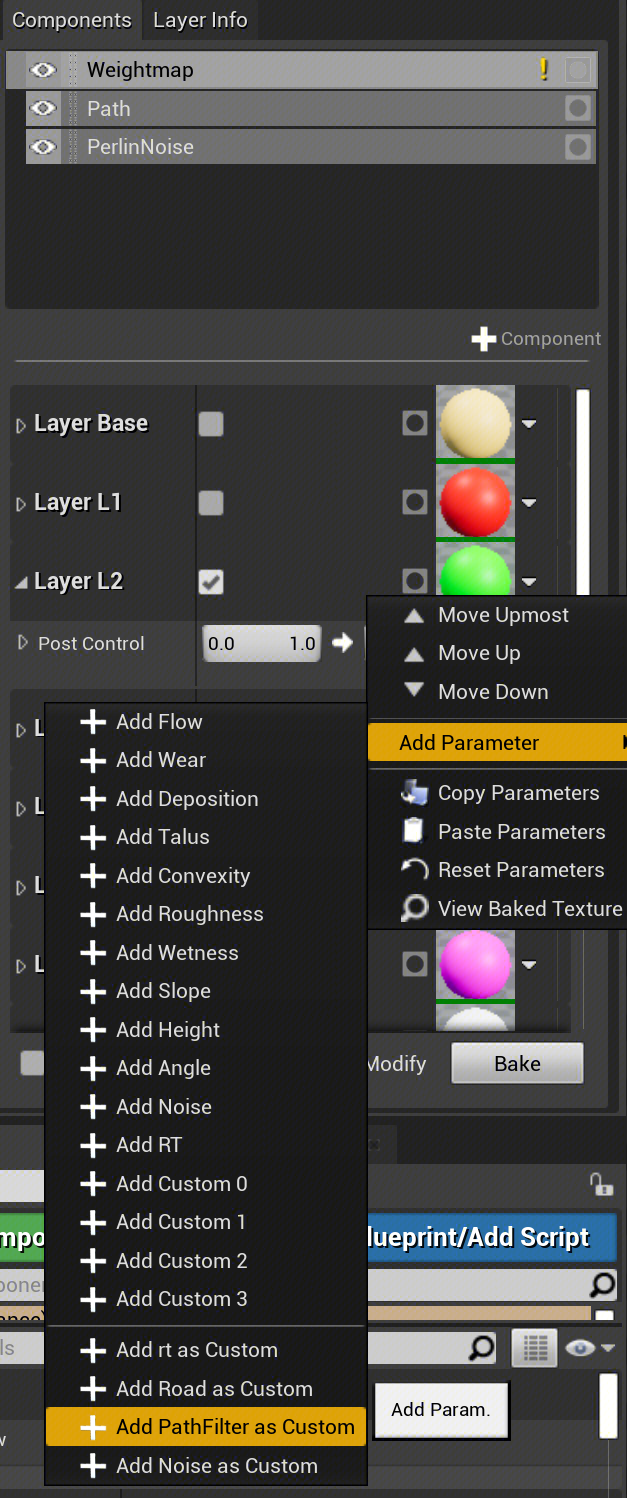 Components Layer Info
Weightmap
Path
PerlinNoise
Component
Layer Base
Layer L1
Layer L2
Post Control 0.0 1.0
Move Upmost
Move Up
Move Down
Add Parameter
Copy Parameters
Paste Parameters
Reset Parameters
View Baked Texture
Add Flow
Add Wear
Add Deposition
Add Talus
Add Convexity
Add Roughness
Add Wetness
Add Slope
Add Height
Add Angle
Add Noise
Add RT
Add Custom 0
Add Custom 1
Add Custom 2
Add Custom 3
Add rt as Custom
Add Road as Custom
Add PathFilter as Custom
Add Noise as Custom
Modify Bake
lueprint/Add Script
Add Param.